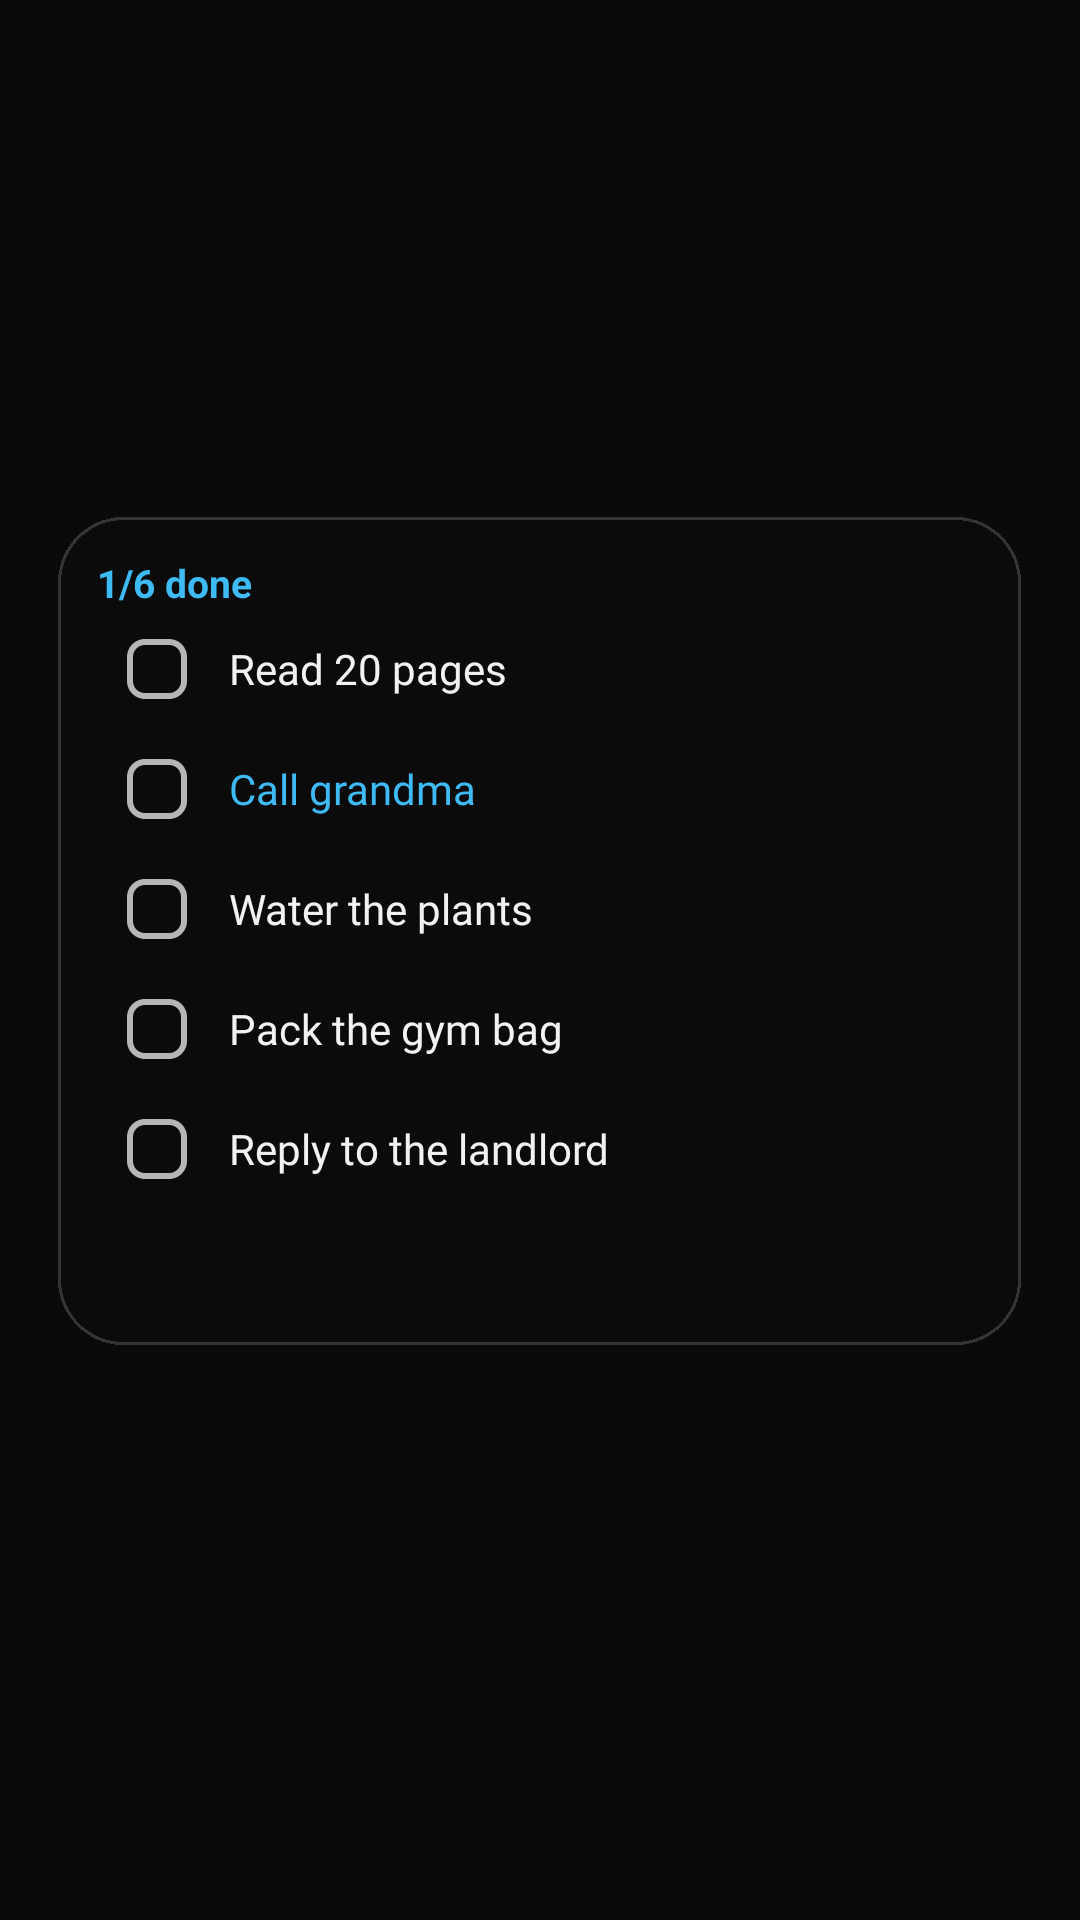 1/6 done
Read 20 pages
Call grandma
Water the plants
Pack the gym bag
Reply to the landlord